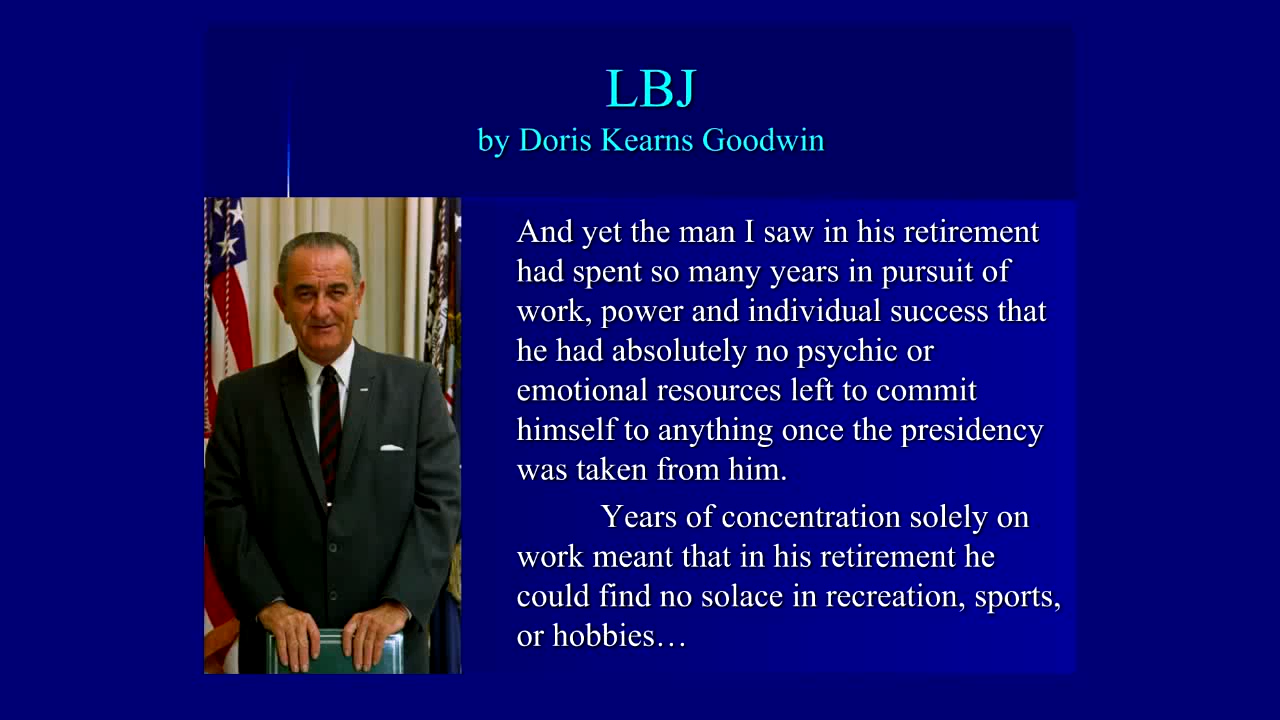 LBJ
by Doris Kearns Goodwin
And yet the man I saw in his retirement
had spent so many years in pursuit of
work, power and individual success that
he had absolutely no psychic or
emotional resources left to commit
himself to anything once the presidency
was taken from him.
Years of concentration solely on
work meant that in his retirement he
could find no solace in recreation, sports,
or hobbies…